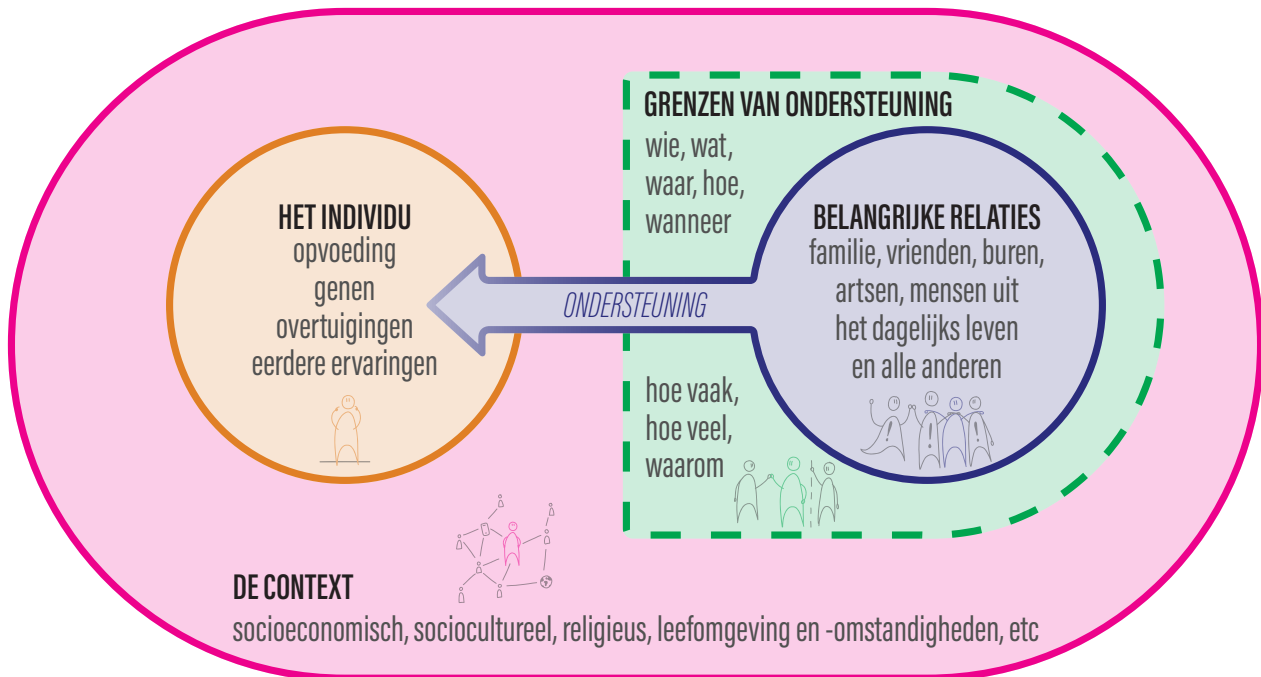 GRENZEN VAN ONDERSTEUNING
wie, wat,
waar, hoe,
wanneer
HET INDIVIDU
opvoeding
genen
overtuigingen
eerdere ervaringen
BELANGRIJKE RELATIES
familie, vrienden, buren,
artsen, mensen uit
het dagelijks leven
en alle anderen
ONDERSTEUNING
hoe vaak,
hoe veel,
waarom
DE CONTEXT
socioeconomisch, sociocultureel, religieus, leefomgeving en -omstandigheden, etc